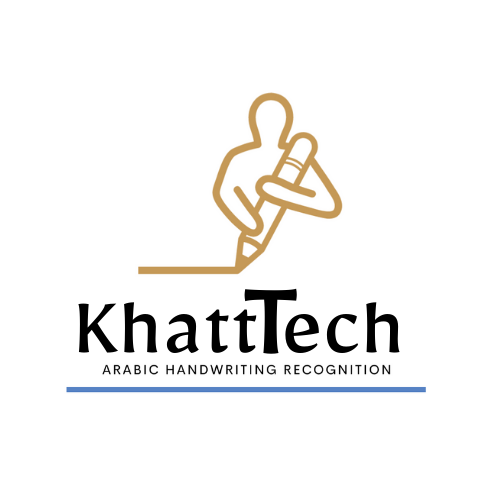 KhattTech
ARABIC HANDWRITING RECOGNITION